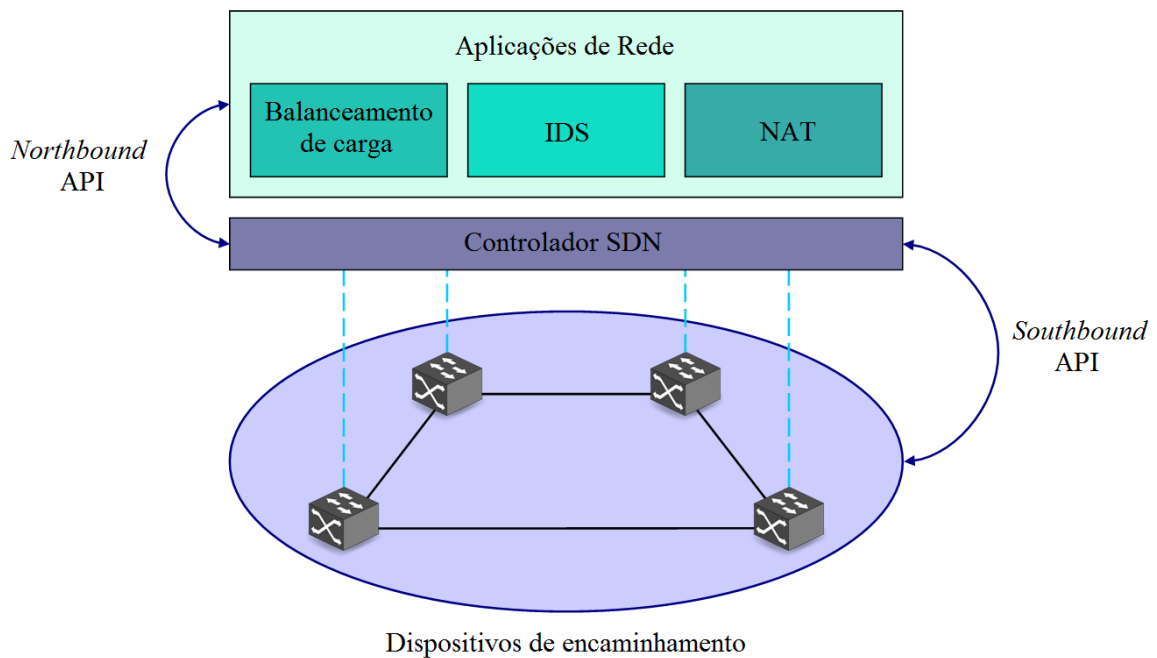 Aplicações de Rede
Balanceamento
de carga
IDS
NAT
Northbound
API
Controlador SDN
Southbound
API
Dispositivos de encaminhamento